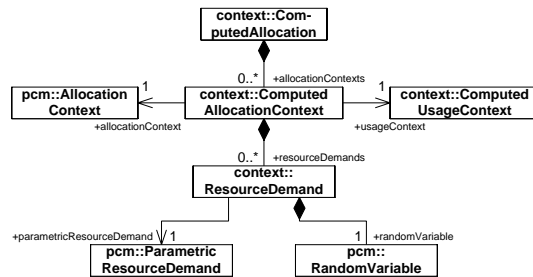 context::Com-
putedAllocation
0..* +allocationContexts
pcm::Allocation
Context
1
+allocationContext
context::Computed
AllocationContext
1
+usageContext
context::Computed
UsageContext
0..* +resourceDemands
context::
ResourceDemand
+parametricResourceDemand 1
1 +randomVariable
pcm::Parametric
ResourceDemand
pcm::
RandomVariable